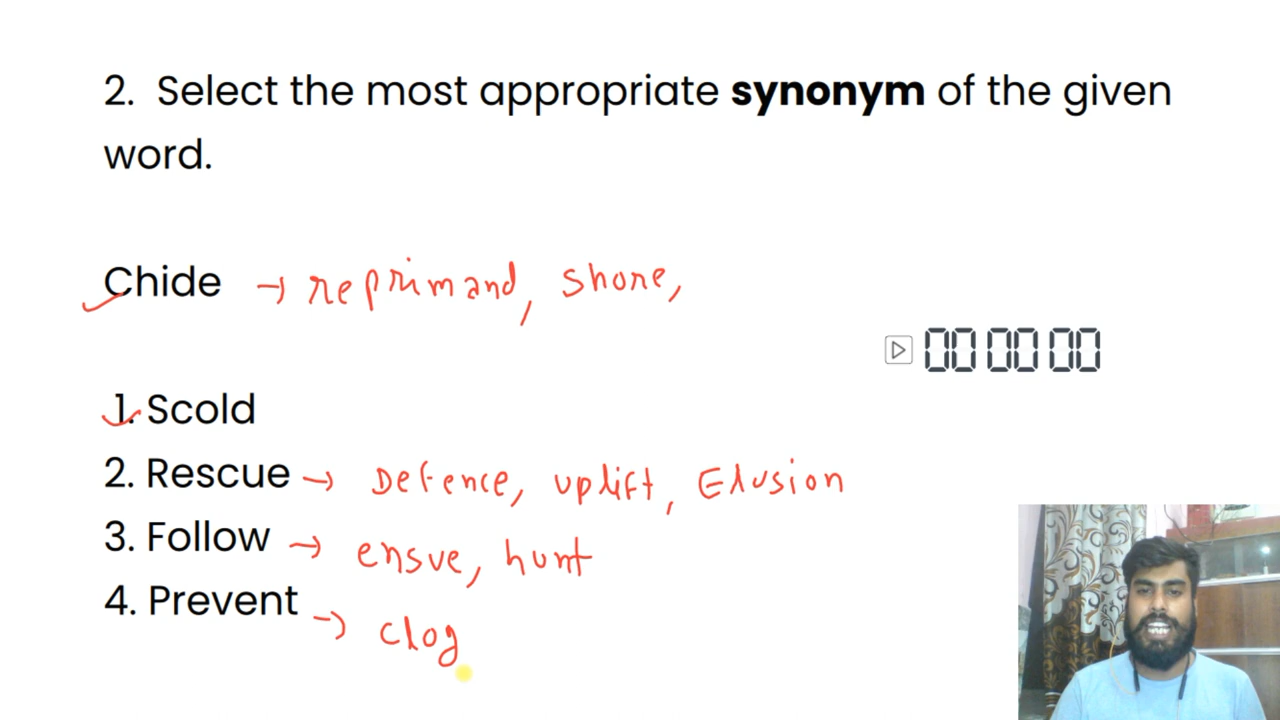 2. Select the most appropriate synonym of the given
word.
Chide → reprimand, shore,
00 00 00
1. Scold
2. Rescue → Defence, uplift, Elusion
3. Follow → ensue, hunt
4. Prevent → clog